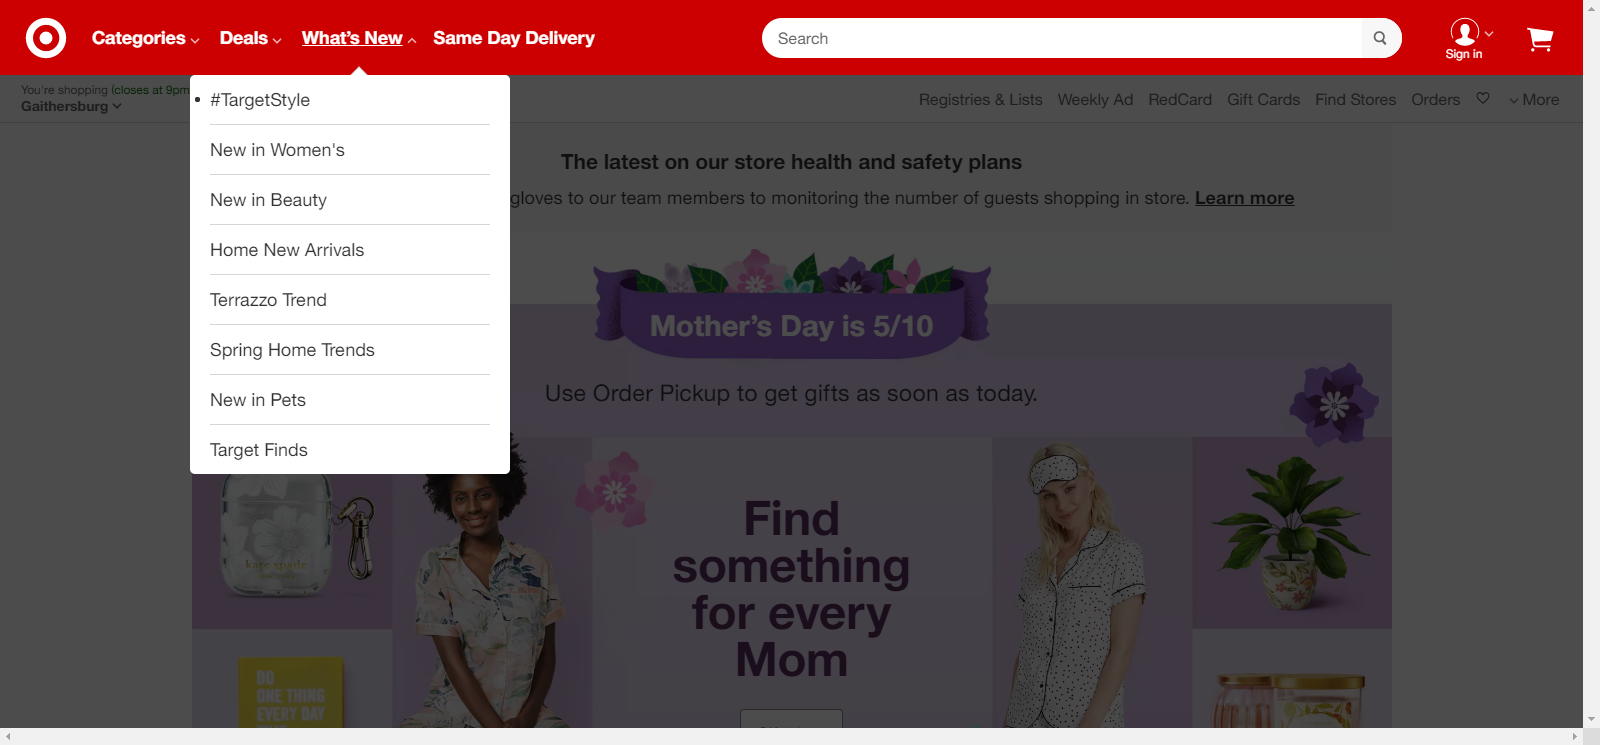 Categories Deals What's New Same Day Delivery Search Sign in
You're shopping (closes at 9pm
Gaithersburg
Registries & Lists Weekly Ad RedCard Gift Cards Find Stores Orders More
#TargetStyle
New in Women's
New in Beauty
Home New Arrivals
Terrazzo Trend
Spring Home Trends
New in Pets
Target Finds
The latest on our store health and safety plans
gloves to our team members to monitoring the number of guests shopping in store. Learn more
Mother's Day is 5/10
Use Order Pickup to get gifts as soon as today.
Find
something
for every
Mom
kate spade
DO
ONE THING
EVERY DAY